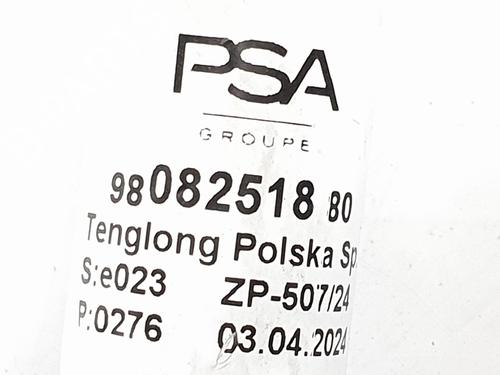 PSA
GROUPE
98 082518 80
Tenglong Polska Sp
S:e023 ZP-507/24
P:0276 03.04.2024